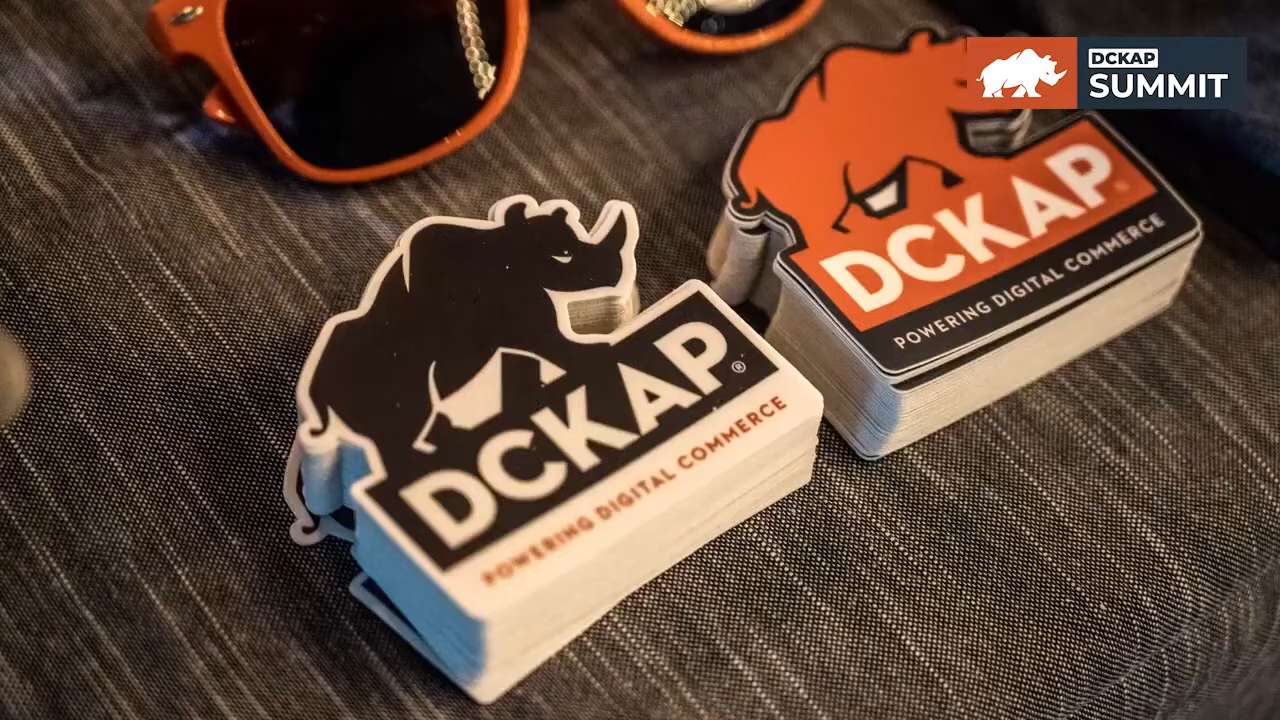 DCKAP
SUMMIT
DCKAP
POWERING DIGITAL COMMERCE
DCKAP®
POWERING DIGITAL COMMERCE